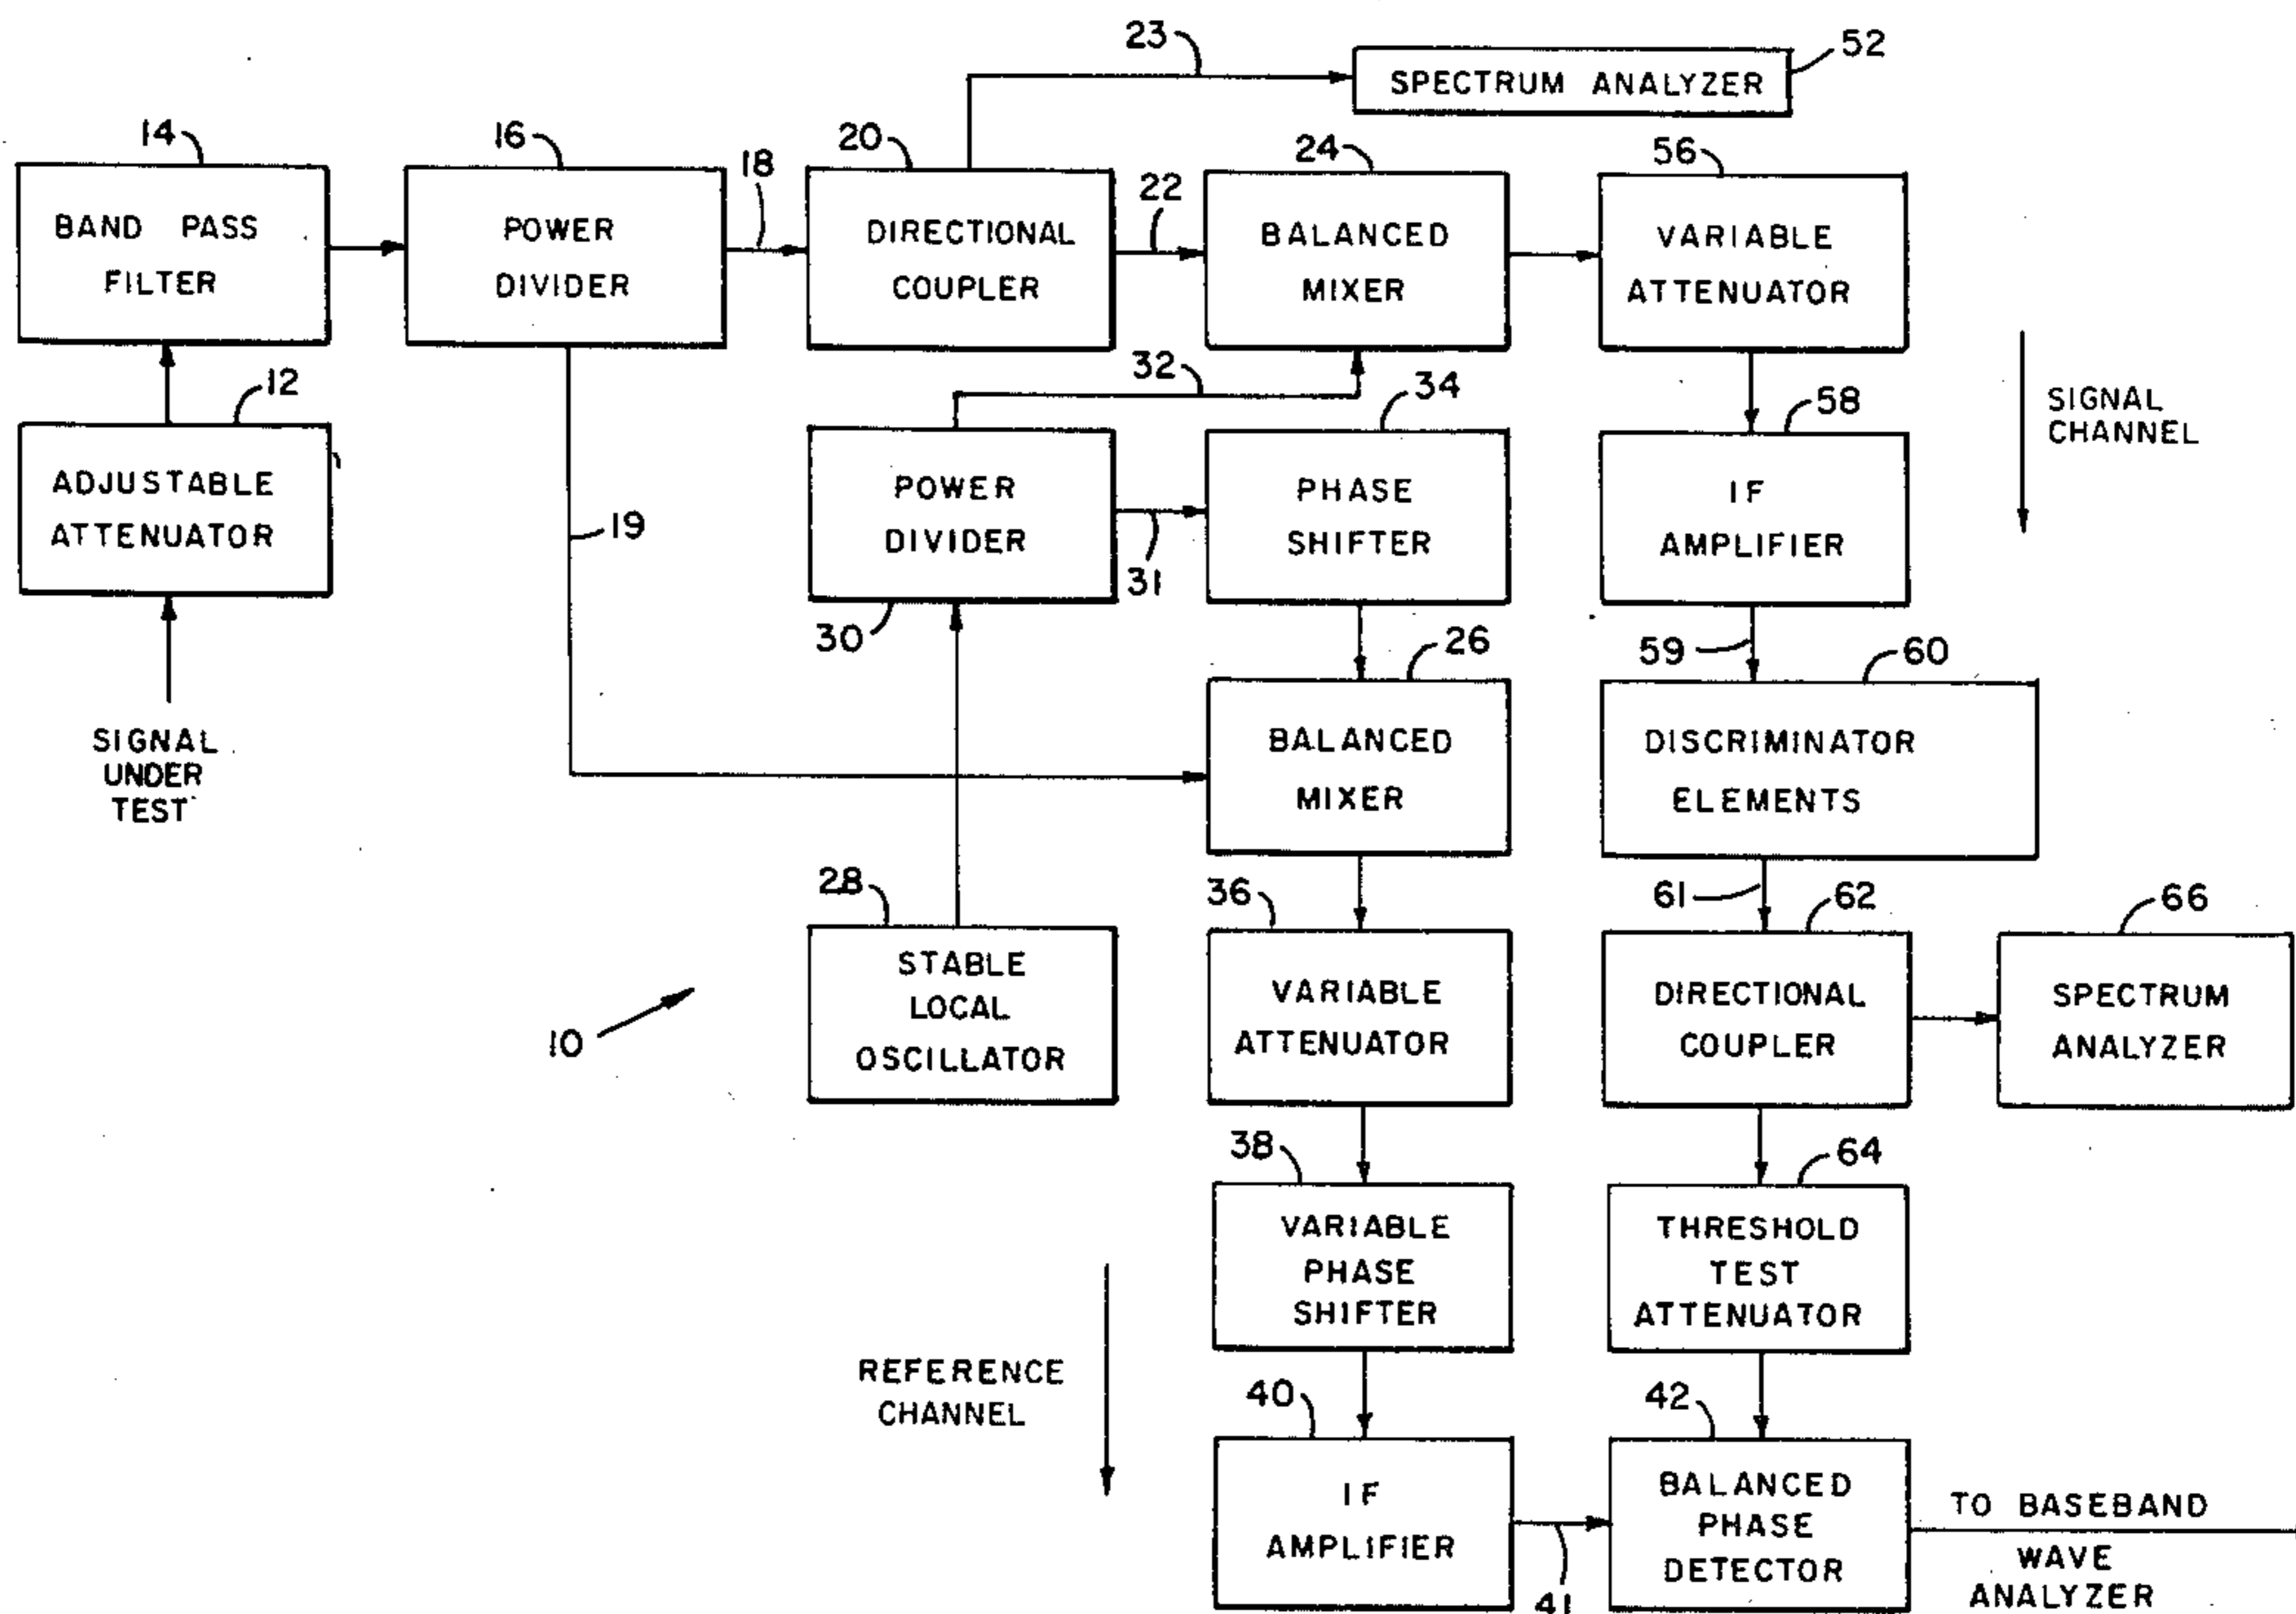 23
52
SPECTRUM ANALYZER
14
16
18
20
22
24
56
BAND PASS
FILTER
POWER
DIVIDER
DIRECTIONAL
COUPLER
BALANCED
MIXER
VARIABLE
ATTENUATOR
12
32
34
58
SIGNAL
CHANNEL
ADJUSTABLE
ATTENUATOR
19
POWER
DIVIDER
31
PHASE
SHIFTER
IF
AMPLIFIER
30
26
59
60
SIGNAL
UNDER
TEST
BALANCED
MIXER
DISCRIMINATOR
ELEMENTS
28
36
61
62
66
10
STABLE
LOCAL
OSCILLATOR
VARIABLE
ATTENUATOR
DIRECTIONAL
COUPLER
SPECTRUM
ANALYZER
38
64
VARIABLE
PHASE
SHIFTER
THRESHOLD
TEST
ATTENUATOR
REFERENCE
CHANNEL
40
42
IF
AMPLIFIER
41
BALANCED
PHASE
DETECTOR
TO BASEBAND
WAVE
ANALYZER